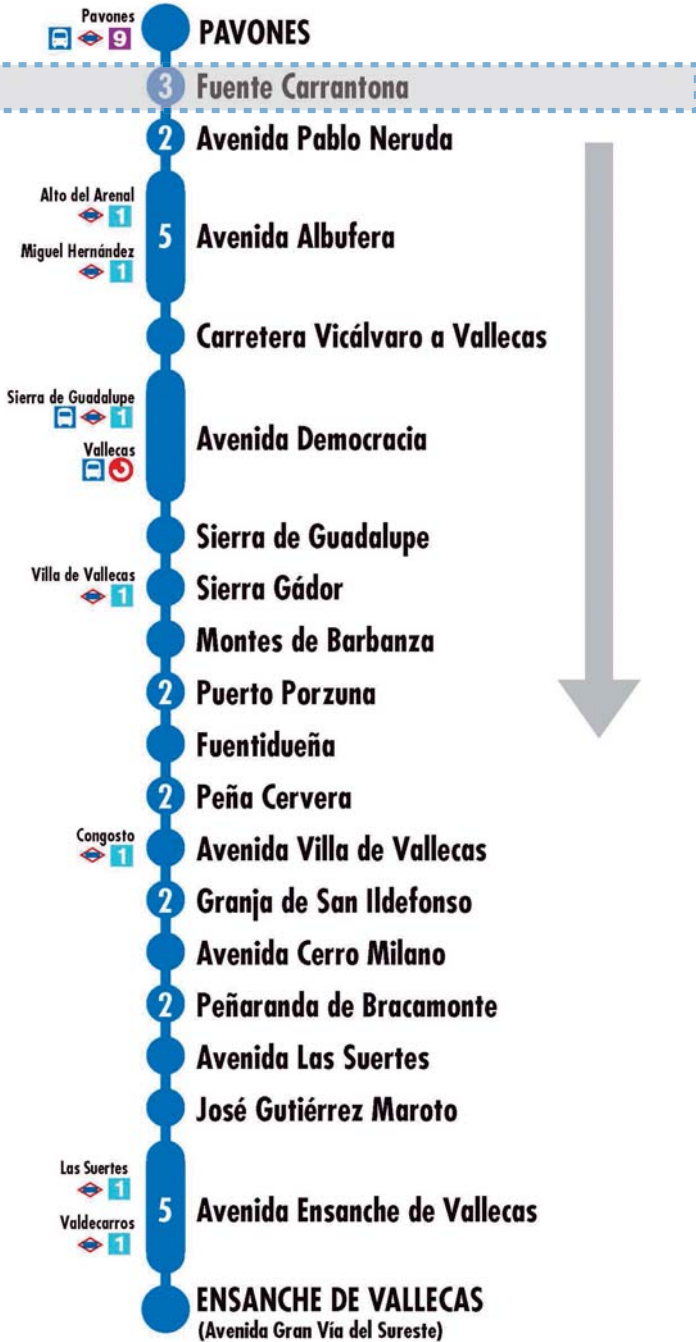 Pavones
9
PAVONES
3 Fuente Carrantona
2 Avenida Pablo Neruda
Alto del Arenal
1
Miguel Hernández
1
5 Avenida Albufera
Carretera Vicálvaro a Vallecas
Sierra de Guadalupe
1
Vallecas
Avenida Democracia
Sierra de Guadalupe
Villa de Vallecas
1
Sierra Gádor
Montes de Barbanza
2 Puerto Porzuna
Fuentidueña
2 Peña Cervera
Congosto
1
Avenida Villa de Vallecas
2 Granja de San Ildefonso
Avenida Cerro Milano
2 Peñaranda de Bracamonte
Avenida Las Suertes
José Gutiérrez Maroto
Las Suertes
1
Valdecarros
1
5 Avenida Ensanche de Vallecas
ENSANCHE DE VALLECAS
(Avenida Gran Vía del Sureste)